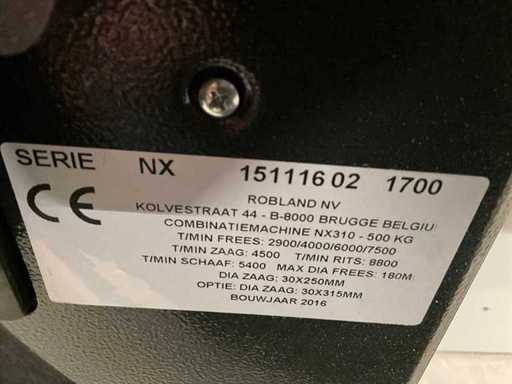 SERIE NX 151116 02 1700
CE
ROBLAND NV
KOLVESTRAAT 44 - B-8000 BRUGGE BELGIU
COMBINATIEMACHINE NX310 - 500 KG
T/MIN FREES: 2900/4000/6000/7500
T/MIN ZAAG: 4500 T/MIN RITS: 8800
T/MIN SCHAAF: 5400 MAX DIA FREES: 180M
DIA ZAAG: 30X250MM
OPTIE: DIA ZAAG: 30X315MM
BOUWJAAR 2016